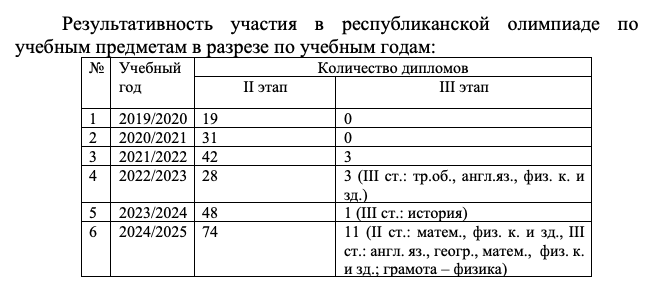 Результативность участия в республиканской олимпиаде по
учебным предметам в разрезе по учебным годам:
№ Учебный год Количество дипломов
II этап III этап
1 2019/2020 19 0
2 2020/2021 31 0
3 2021/2022 42 3
4 2022/2023 28 3 (III ст.: тр.об., англ.яз., физ. к. и
зд.)
5 2023/2024 48 1 (III ст.: история)
6 2024/2025 74 11 (II ст.: матем., физ. к. и зд., III
ст.: англ. яз., геогр., матем., физ. к.
и зд.; грамота – физика)